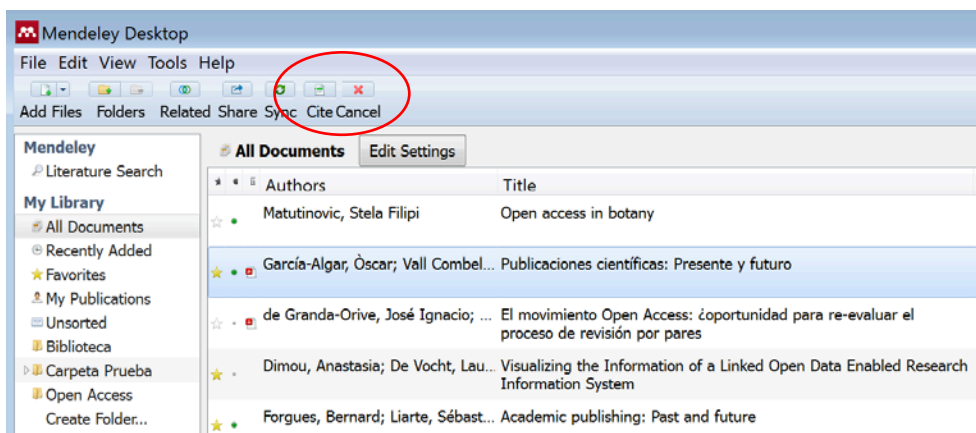 Mendeley Desktop
File Edit View Tools Help
Add Files Folders Related Share Sync Cite Cancel
Mendeley
Literature Search
My Library
All Documents
Recently Added
Favorites
My Publications
Unsorted
Biblioteca
Carpeta Prueba
Open Access
Create Folder...
All Documents Edit Settings
Authors Title
Matutinovic, Stela Filipi Open access in botany
García-Algar, Òscar; Vall Combel... Publicaciones científicas: Presente y futuro
de Granda-Orive, José Ignacio; ... El movimiento Open Access: ¿oportunidad para re-evaluar el
proceso de revisión por pares
Dimou, Anastasia; De Vocht, Lau... Visualizing the Information of a Linked Open Data Enabled Research
Information System
Forgues, Bernard; Liarte, Sébast... Academic publishing: Past and future